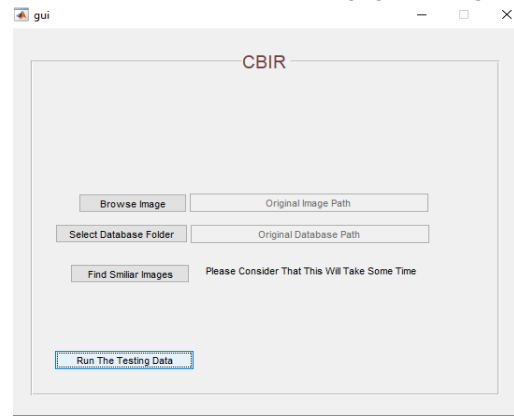 gui
CBIR
Browse Image Original Image Path
Select Database Folder Original Database Path
Find Smiliar Images Please Consider That This Will Take Some Time
Run The Testing Data